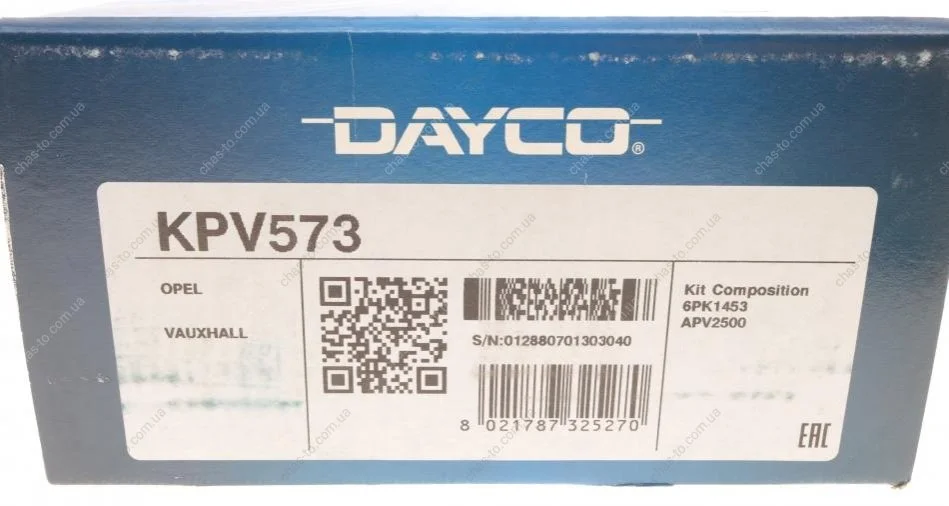 DAYCO®
KPV573
OPEL
VAUXHALL
S/N:012880701303040
8 021787 325270
Kit Composition
6PK1453
APV2500
EAC
chas-to.com.ua